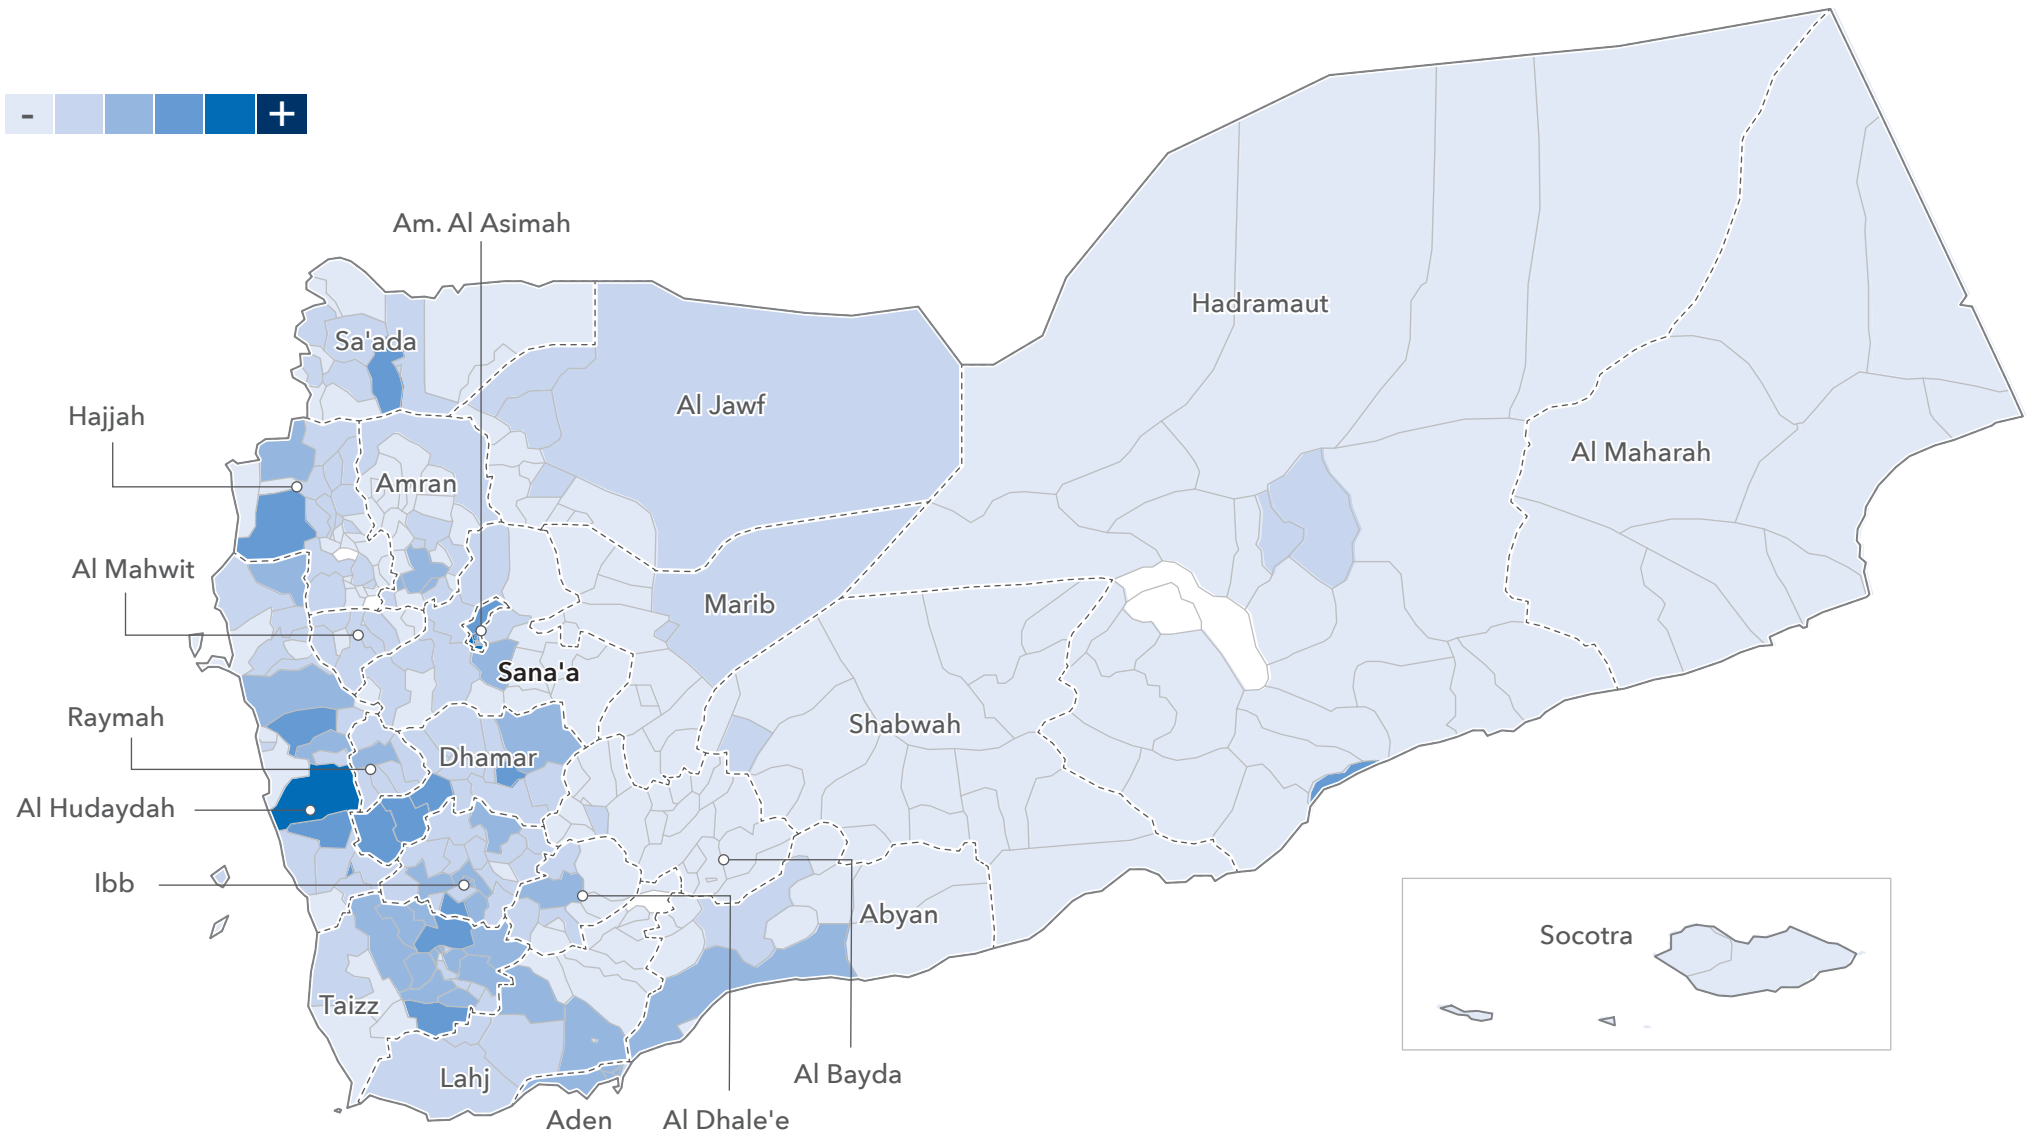 - +
Am. Al Asimah
Hadramaut
Sa'ada
Al Jawf
Hajjah
Al Maharah
Amran
Al Mahwit
Marib
Sana'a
Raymah
Shabwah
Dhamar
Al Hudaydah
Ibb
Abyan
Socotra
Taizz
Al Bayda
Lahj
Aden
Al Dhale'e